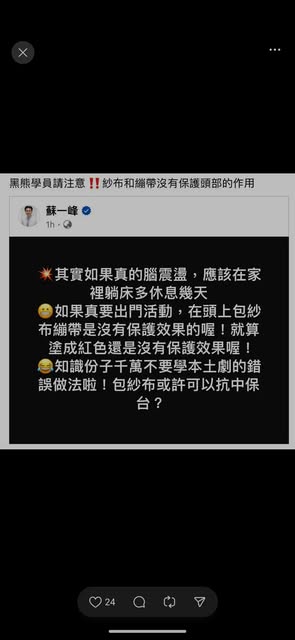 黑熊學員請注意‼️紗布和繃帶沒有保護頭部的作用
蘇一峰
1h ·
💥其實如果真的腦震盪，應該在家
裡躺床多休息幾天
😬如果真要出門活動，在頭上包紗
布繃帶是沒有保護效果的喔！就算
塗成紅色還是沒有保護效果喔！
😂知識份子千萬不要學本土劇的錯
誤做法啦！包紗布或許可以抗中保
台？
24